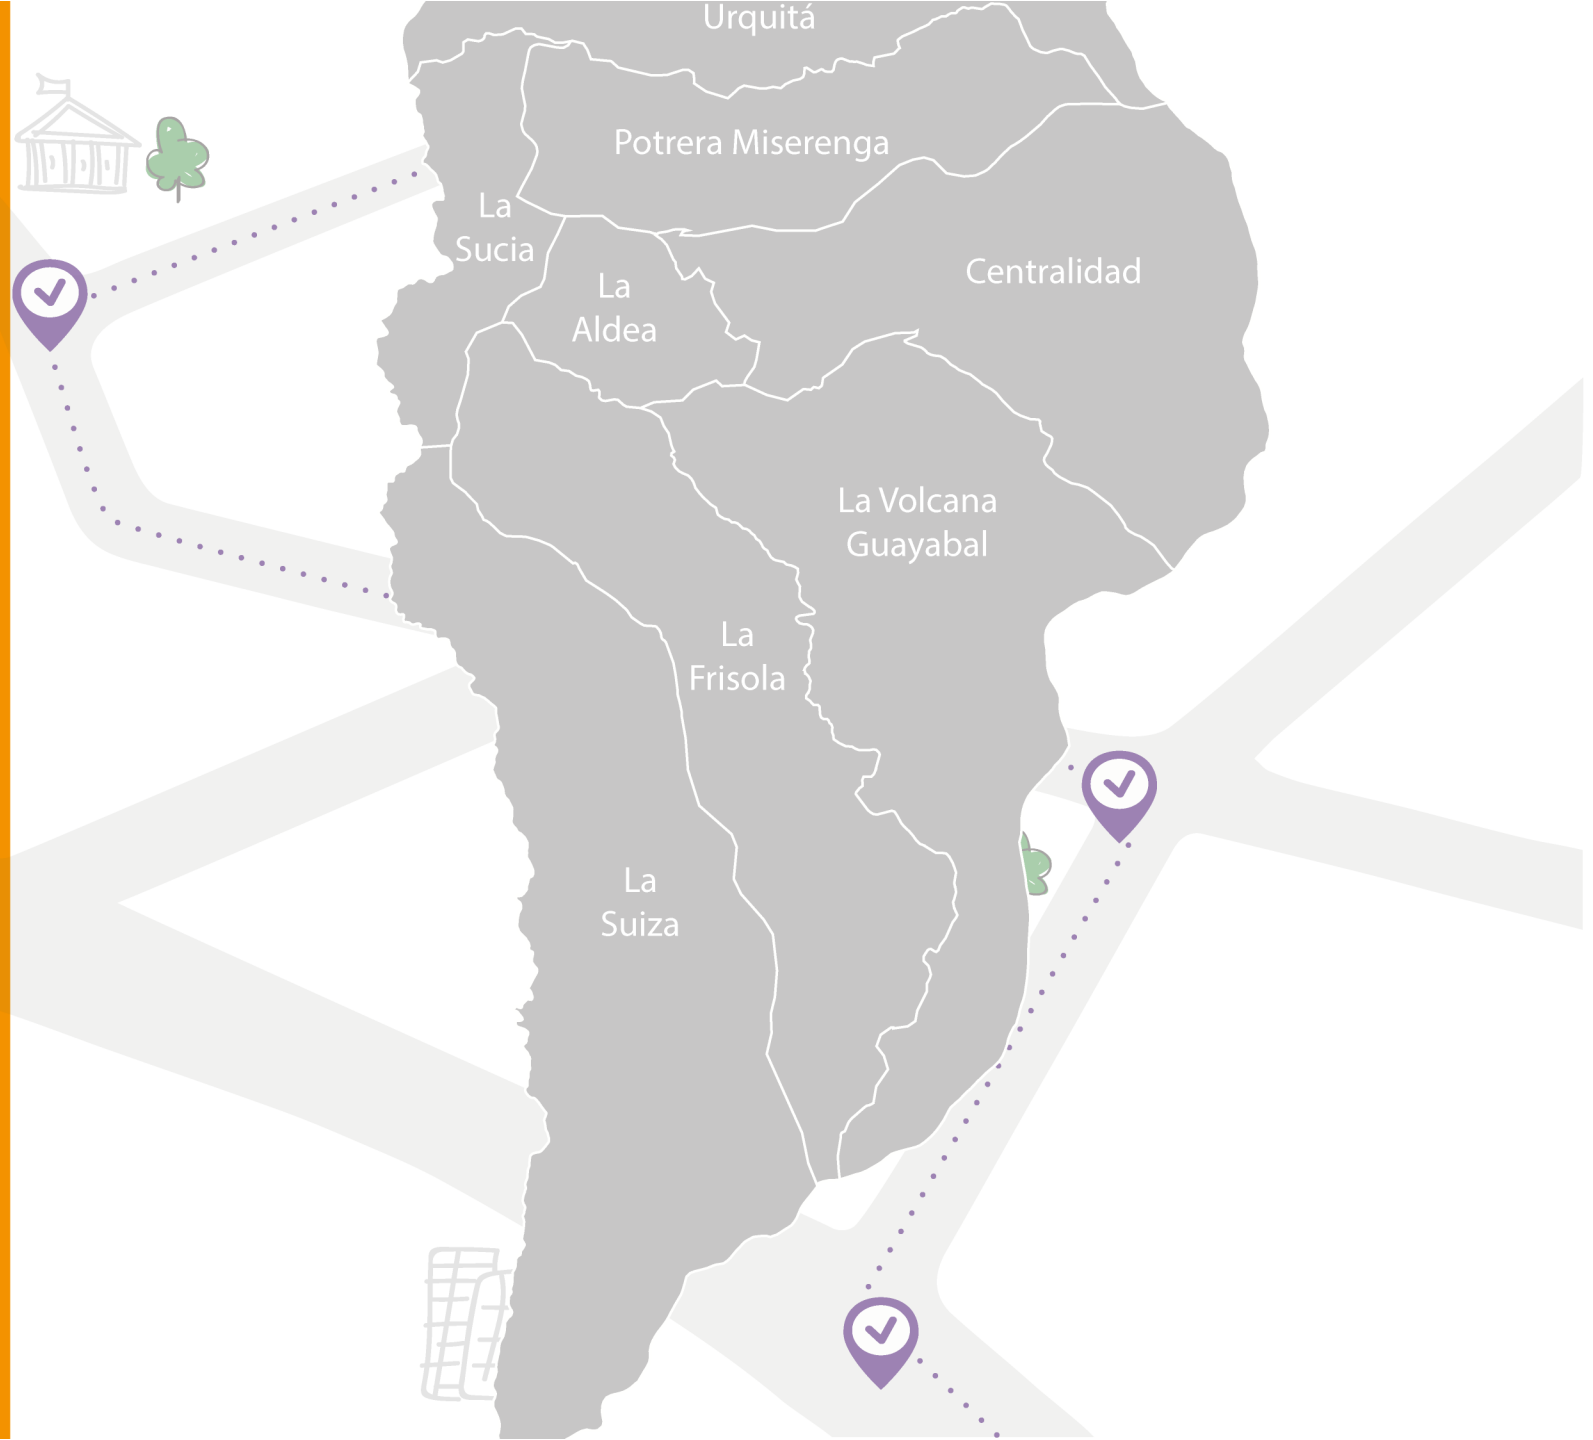 Urquitá
Potrera Miserenga
La
Sucia
Centralidad
La
Aldea
La Volcana
Guayabal
La
Frisola
La
Suiza